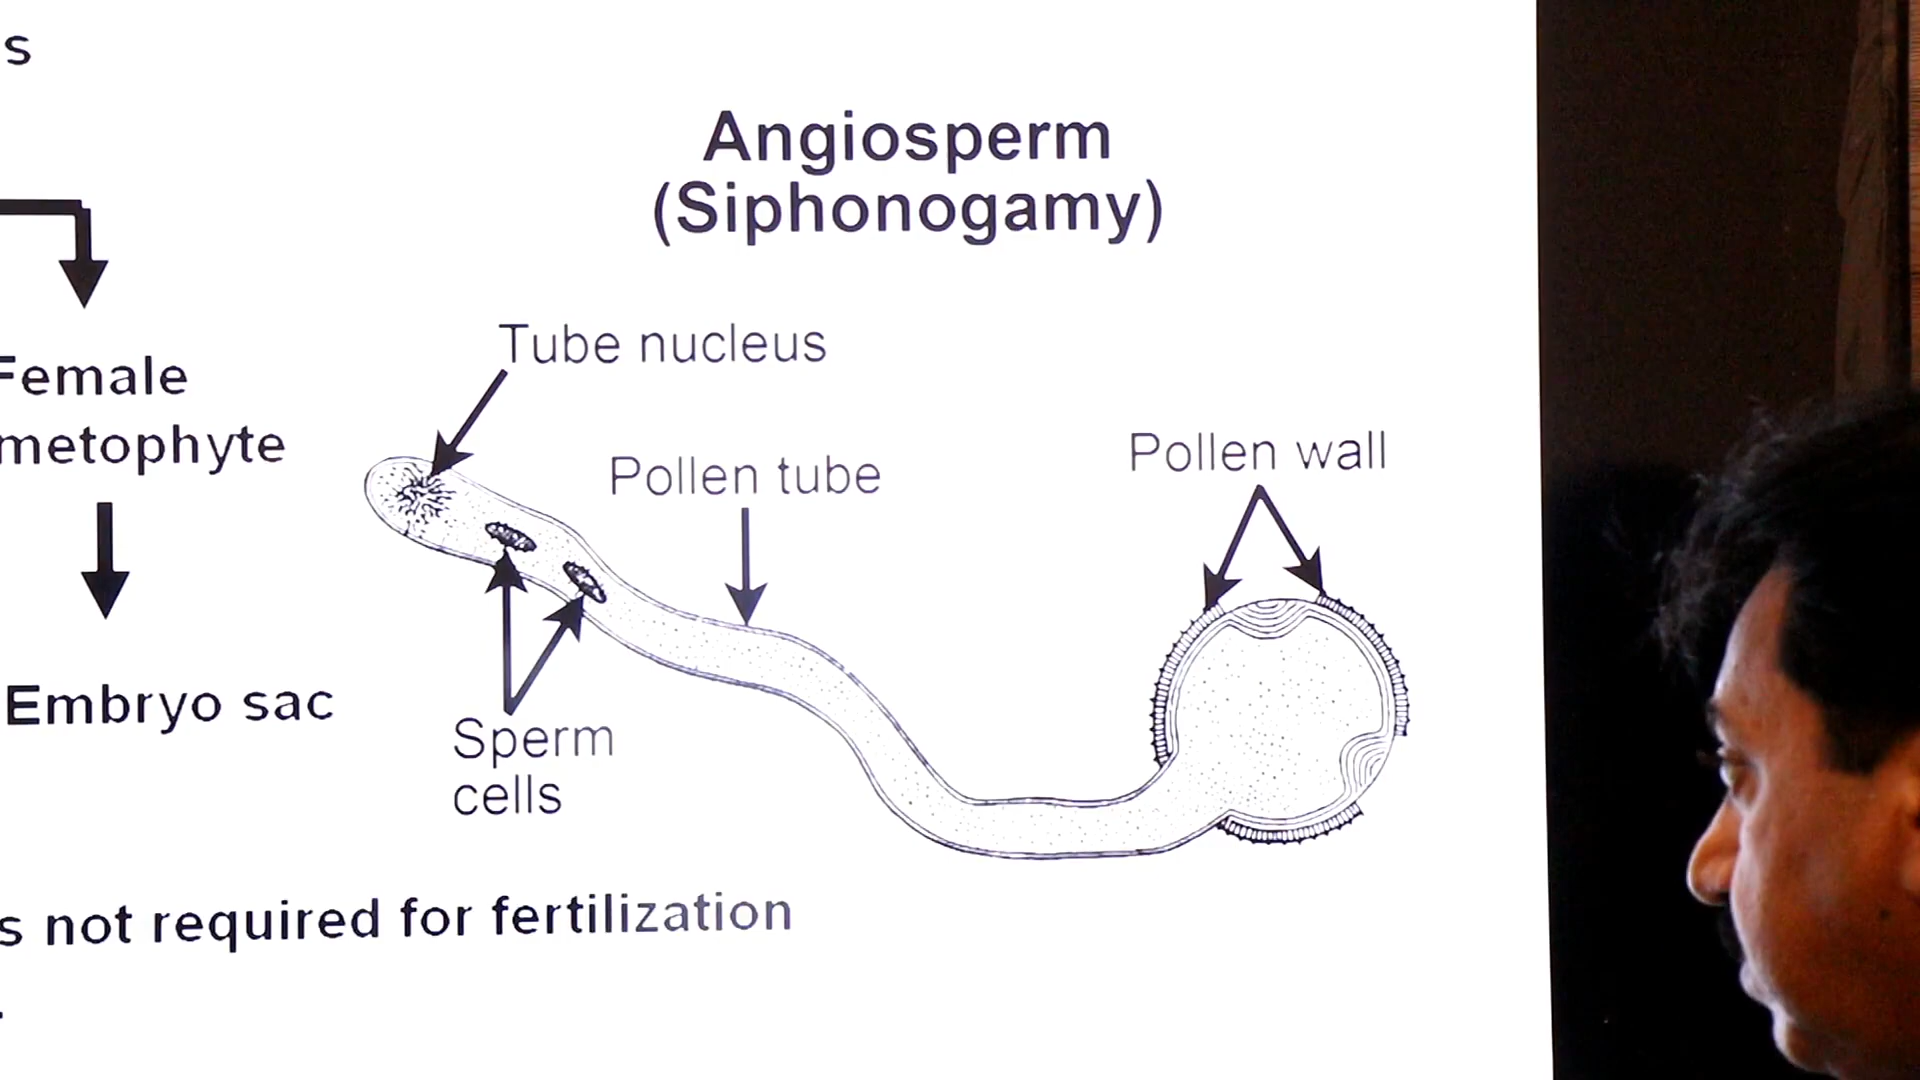 s
Angiosperm
(Siphonogamy)
Tube nucleus
Female
metophyte
Pollen tube
Pollen wall
Embryo sac
Sperm
cells
s not required for fertilization
.